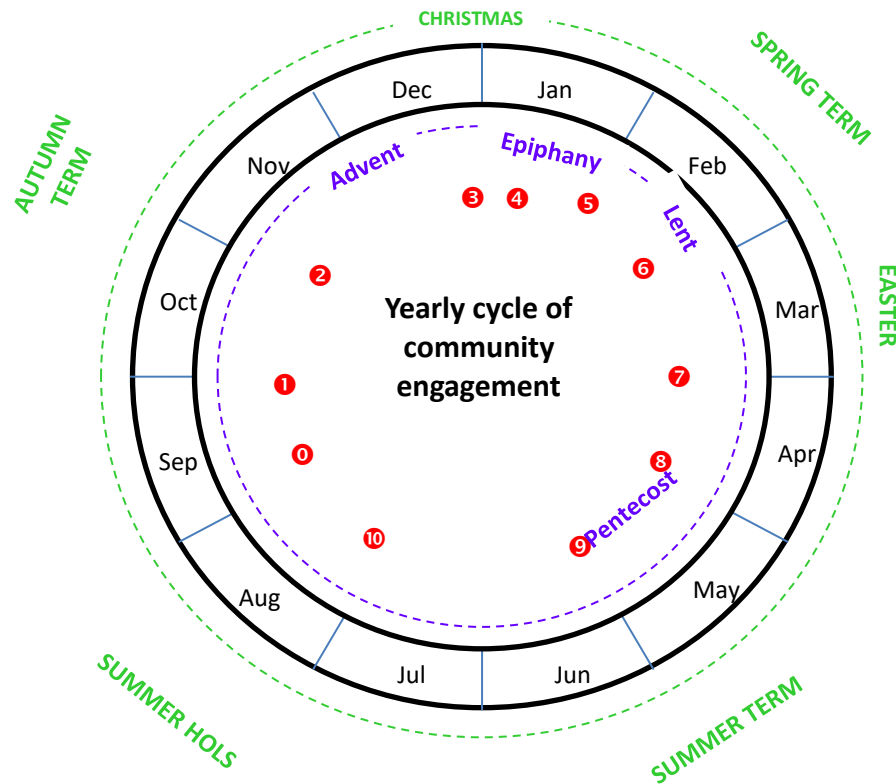 CHRISTMAS
SPRING TERM
EASTER
SUMMER TERM
SUMMER HOLS
AUTUMN
TERM
Jan
Feb
Mar
Apr
May
Jun
Jul
Aug
Sep
Oct
Nov
Dec
Advent
Epiphany
Lent
Pentecost
Yearly cycle of
community
engagement
0
1
2
3
4
5
6
7
8
9
10